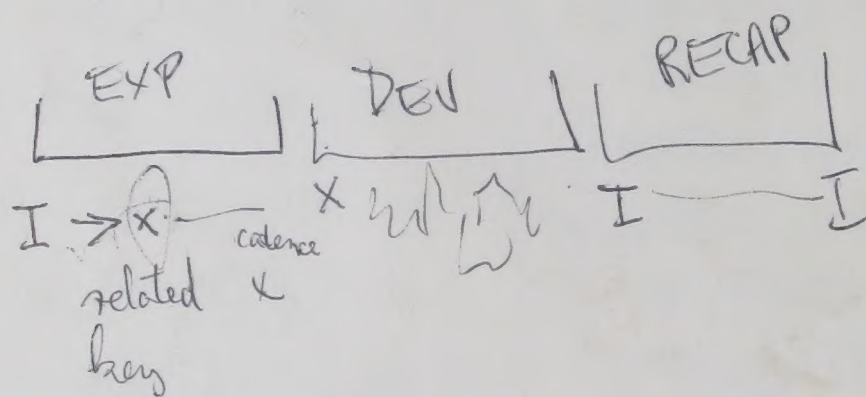 EXP DEV RECAP
I → X cadence X I I
related X
key